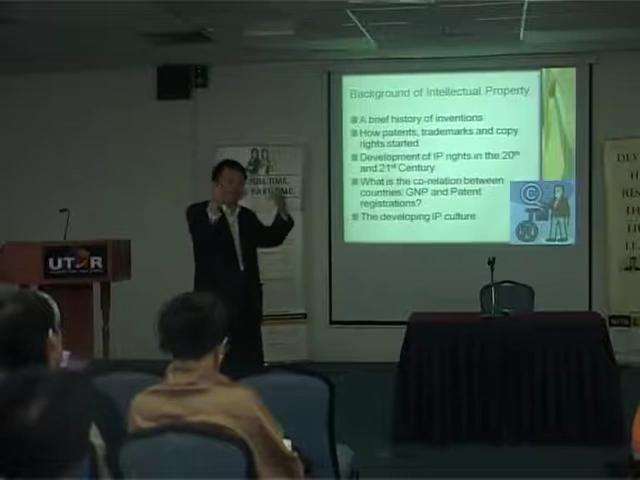 Background of Intellectual Property
A brief history of inventions
How patents, trademarks and copy
rights started
Development of IP rights in the 20th
and 21st Century
What is the co-relation between
countries' GNP and Patent
registrations?
The developing IP culture
UTAR